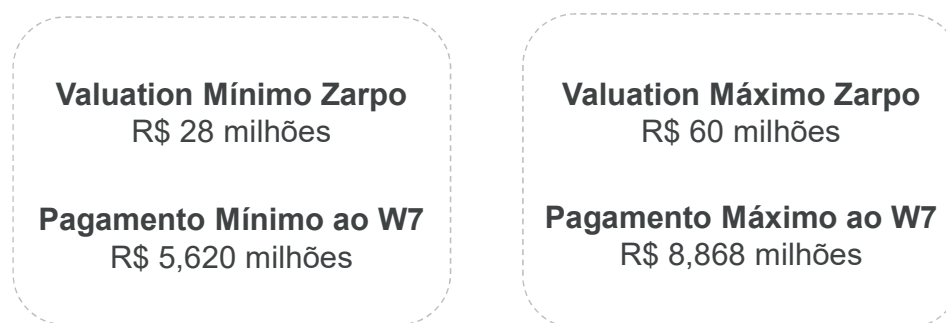 Valuation Mínimo Zarpo
R$ 28 milhões
Pagamento Mínimo ao W7
R$ 5,620 milhões
Valuation Máximo Zarpo
R$ 60 milhões
Pagamento Máximo ao W7
R$ 8,868 milhões